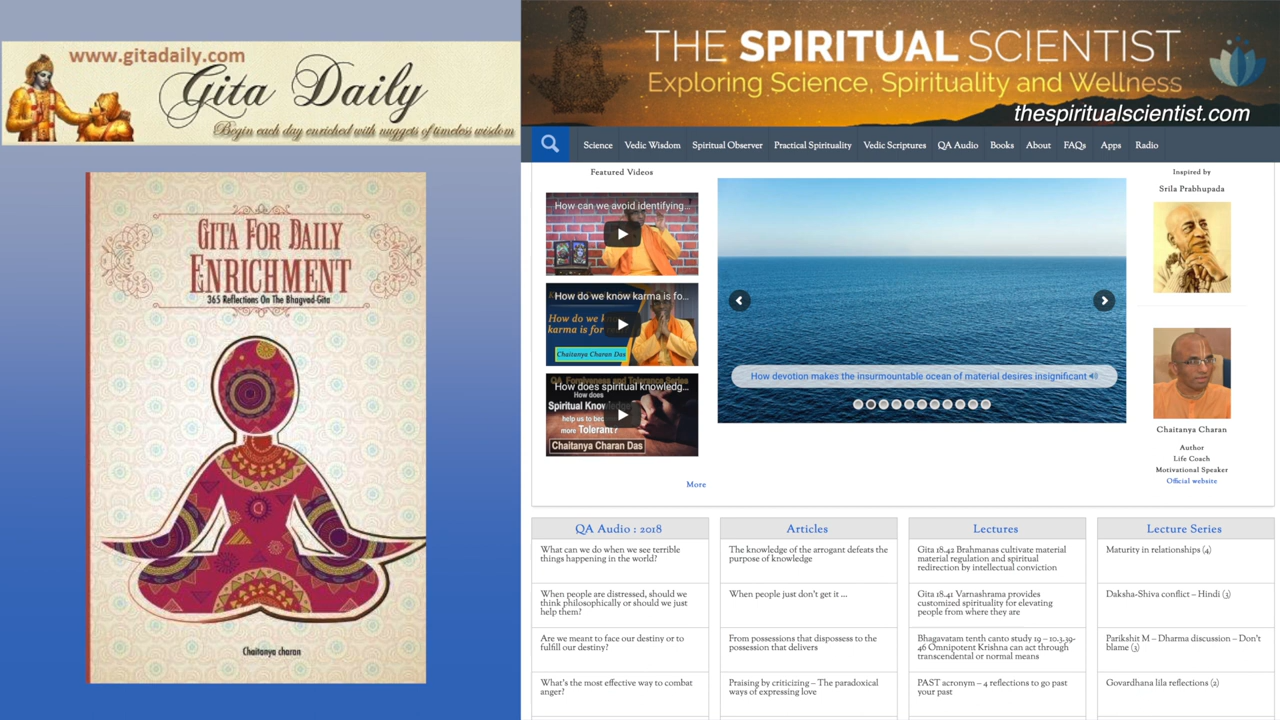 www.gitadaily.com
Gita Daily
Begin each day enriched with nuggets of timeless wisdom
GITA FOR DAILY
ENRICHMENT
365 Reflections On The Bhagvad-Gita
Chaitanya charan
THE SPIRITUAL SCIENTIST
Exploring Science, Spirituality and Wellness
thespiritualscientist.com
Science Vedic Wisdom Spiritual Observer Practical Spirituality Vedic Scriptures QA Audio Books About FAQs Apps Radio
Featured Videos
How can we avoid identifying...
How do we know karma is fo...
How do we k
karma is for re
Chaitanya Charan Das
QA Forgiveness and Tolerance Series
How does spiritual knowledg...
How does
Spiritual Know
help us to bec
more Tolerant?
Chaitanya Charan Das
More
How devotion makes the insurmountable ocean of material desires insignificant
Inspired by
Srila Prabhupada
Chaitanya Charan
Author
Life Coach
Motivational Speaker
Official website
QA Audio : 2018
What can we do when we see terrible
things happening in the world?
When people are distressed, should we
think philosophically or should we just
help them?
Are we meant to face our destiny or to
fulfill our destiny?
What's the most effective way to combat
anger?
Articles
The knowledge of the arrogant defeats the
purpose of knowledge
When people just don't get it ...
From possessions that dispossess to the
possession that delivers
Praising by criticizing – The paradoxical
ways of expressing love
Lectures
Gita 18.42 Brahmanas cultivate material
material regulation and spiritual
redirection by intellectual conviction
Gita 18.41 Varnashrama provides
customized spirituality for elevating
people from where they are
Bhagavatam tenth canto study 19 – 10.3.39-
46 Omnipotent Krishna can act through
transcendental or normal means
PAST acronym – 4 reflections to go past
your past
Lecture Series
Maturity in relationships (4)
Daksha-Shiva conflict – Hindi (3)
Parikshit M – Dharma discussion – Don't
blame (3)
Govardhana lila reflections (2)